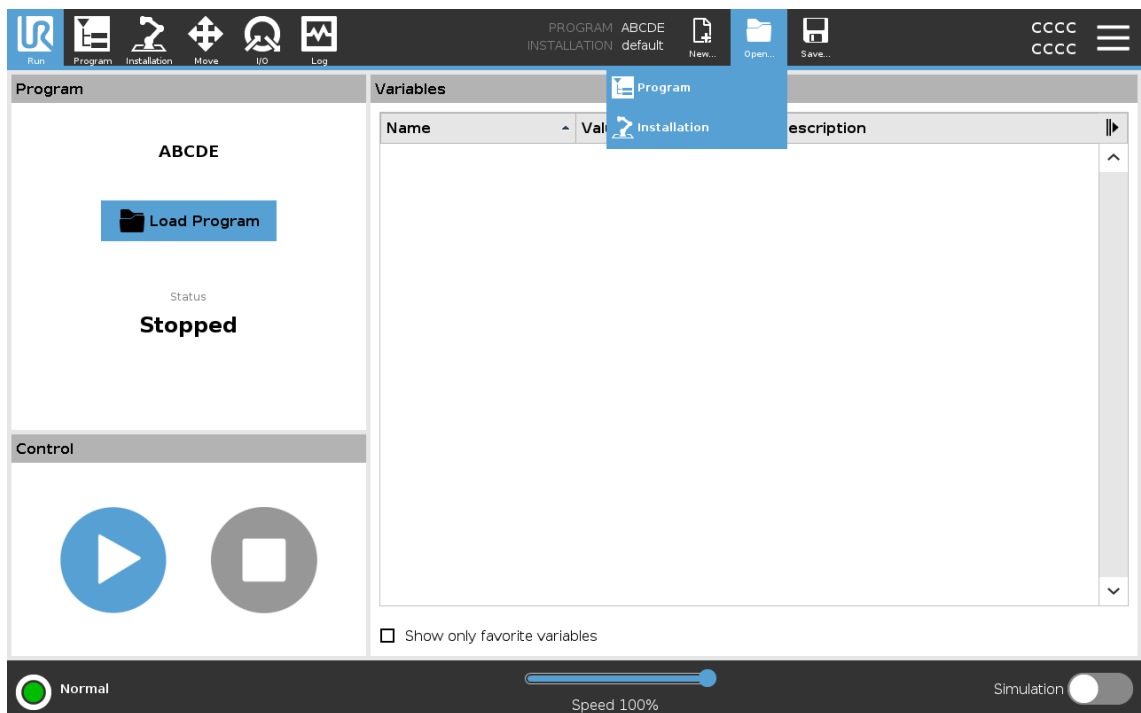 UR
Run
Program
Installation
Move
I/O
Log
PROGRAM ABCDE
INSTALLATION default
New...
Open...
Save...
CCCC
CCCC
Program
Installation
Program
ABCDE
Load Program
Status
Stopped
Control
Variables
Name
Val
escription
Show only favorite variables
Normal
Speed 100%
Simulation